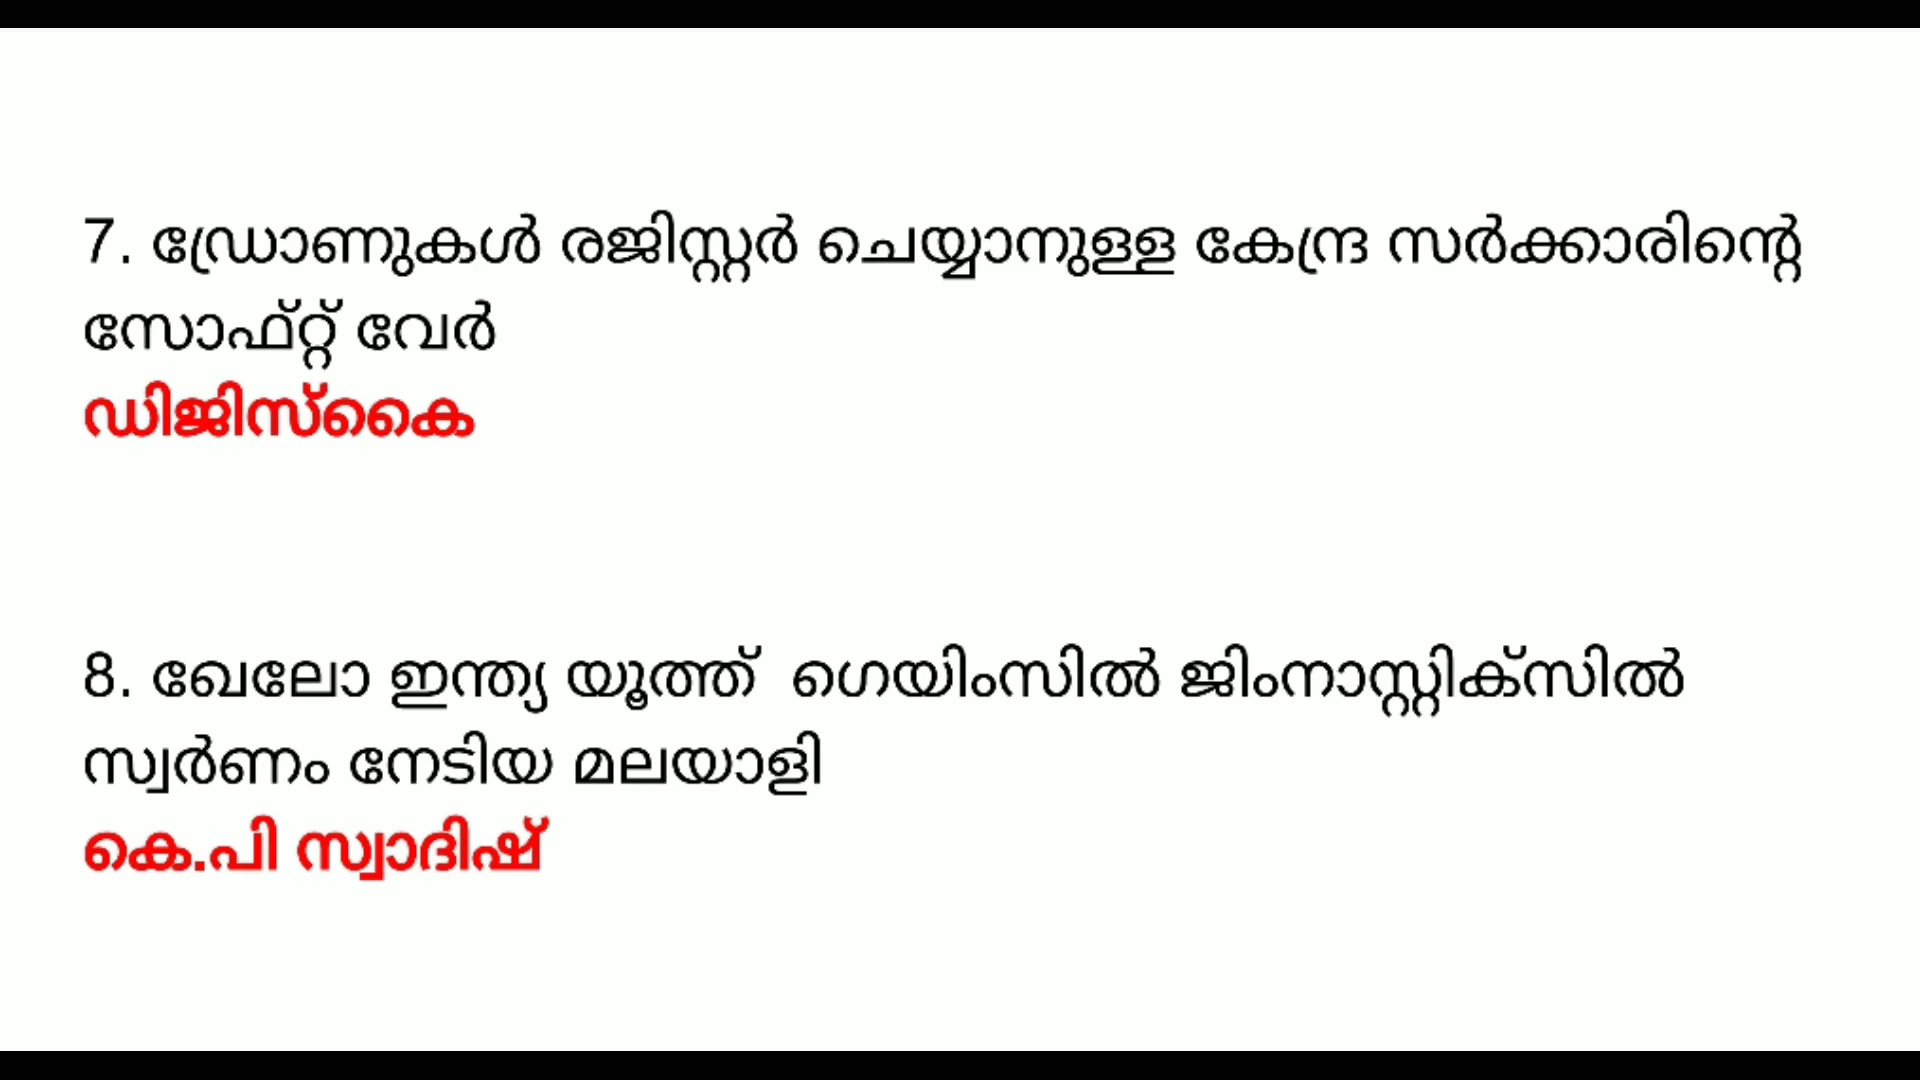 7. ഡ്രോണുകൾ രജിസ്റ്റർ ചെയ്യാനുള്ള കേന്ദ്ര സർക്കാരിന്റെ
സോഫ്റ്റ് വേർ
ഡിജിസ്കൈ
8. ഖേലോ ഇന്ത്യ യൂത്ത് ഗെയിംസിൽ ജിംനാസ്റ്റിക്സിൽ
സ്വർണം നേടിയ മലയാളി
കെ.പി സ്വാദിഷ്